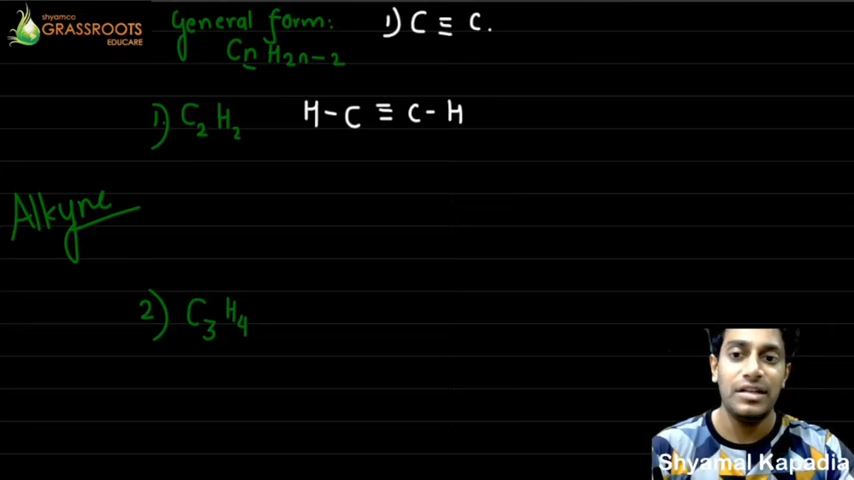 shyamco
GRASSROOTS
EDUCARE
General form:
CnH2n-2
1) C ≡ C.
1) C2H2
H-C ≡ C-H
Alkyne
2) C3H4
Shyamal Kapadia